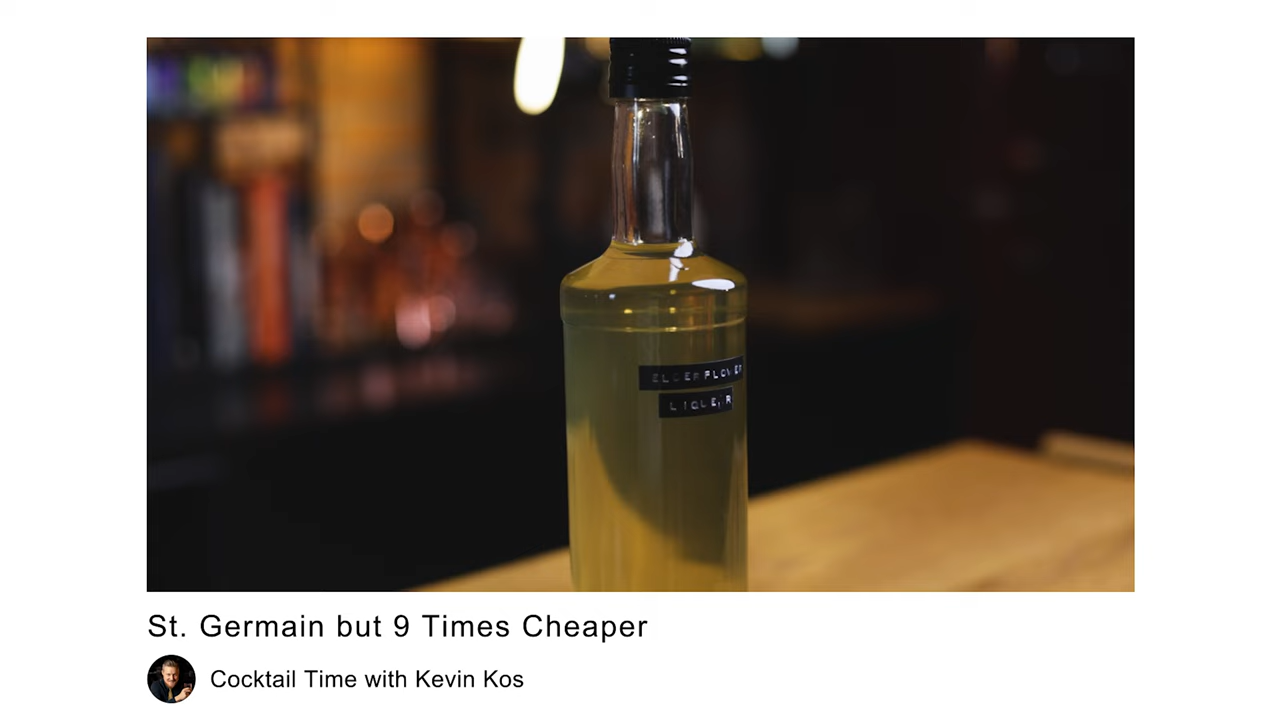 ELDERFLOWER
LIQUEUR
St. Germain but 9 Times Cheaper
Cocktail Time with Kevin Kos